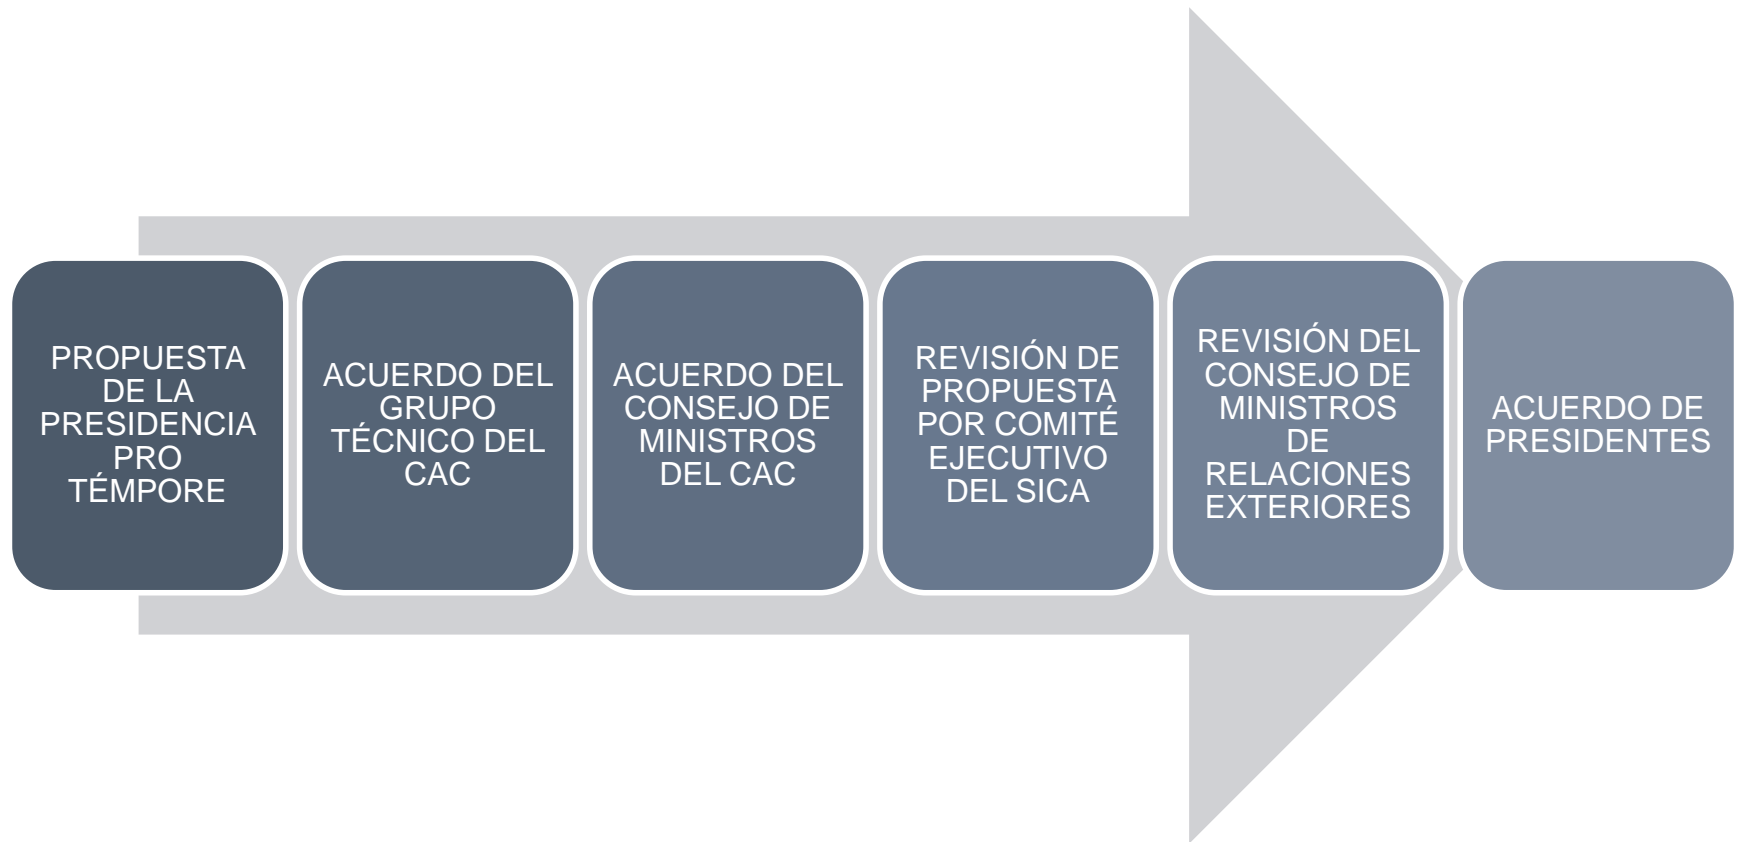 PROPUESTA
DE LA
PRESIDENCIA
PRO
TÉMPORE
ACUERDO DEL
GRUPO
TÉCNICO DEL
CAC
ACUERDO DEL
CONSEJO DE
MINISTROS
DEL CAC
REVISIÓN DE
PROPUESTA
POR COMITÉ
EJECUTIVO
DEL SICA
REVISIÓN DEL
CONSEJO DE
MINISTROS
DE
RELACIONES
EXTERIORES
ACUERDO DE
PRESIDENTES